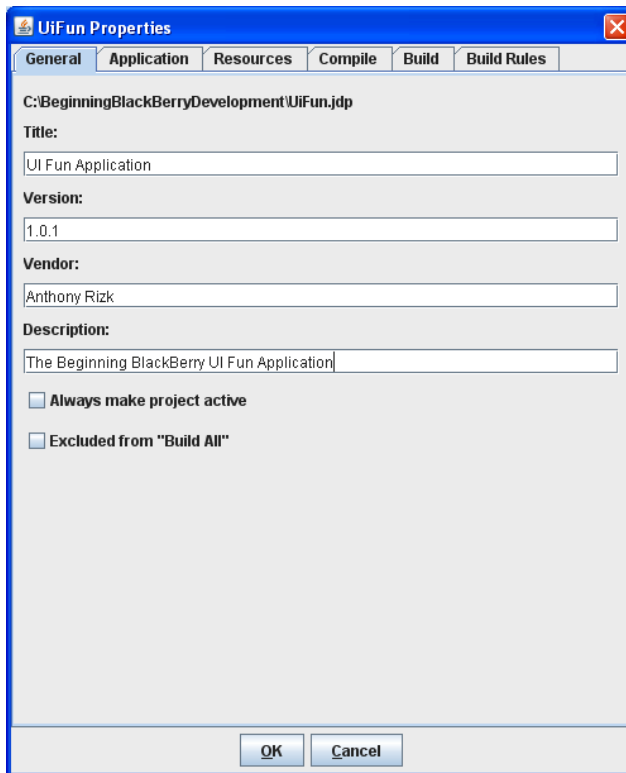 UiFun Properties
General Application Resources Compile Build Build Rules
C:\BeginningBlackBerryDevelopment\UiFun.jdp
Title:
UI Fun Application
Version:
1.0.1
Vendor:
Anthony Rizk
Description:
The Beginning BlackBerry UI Fun Application
Always make project active
Excluded from "Build All"
OK Cancel